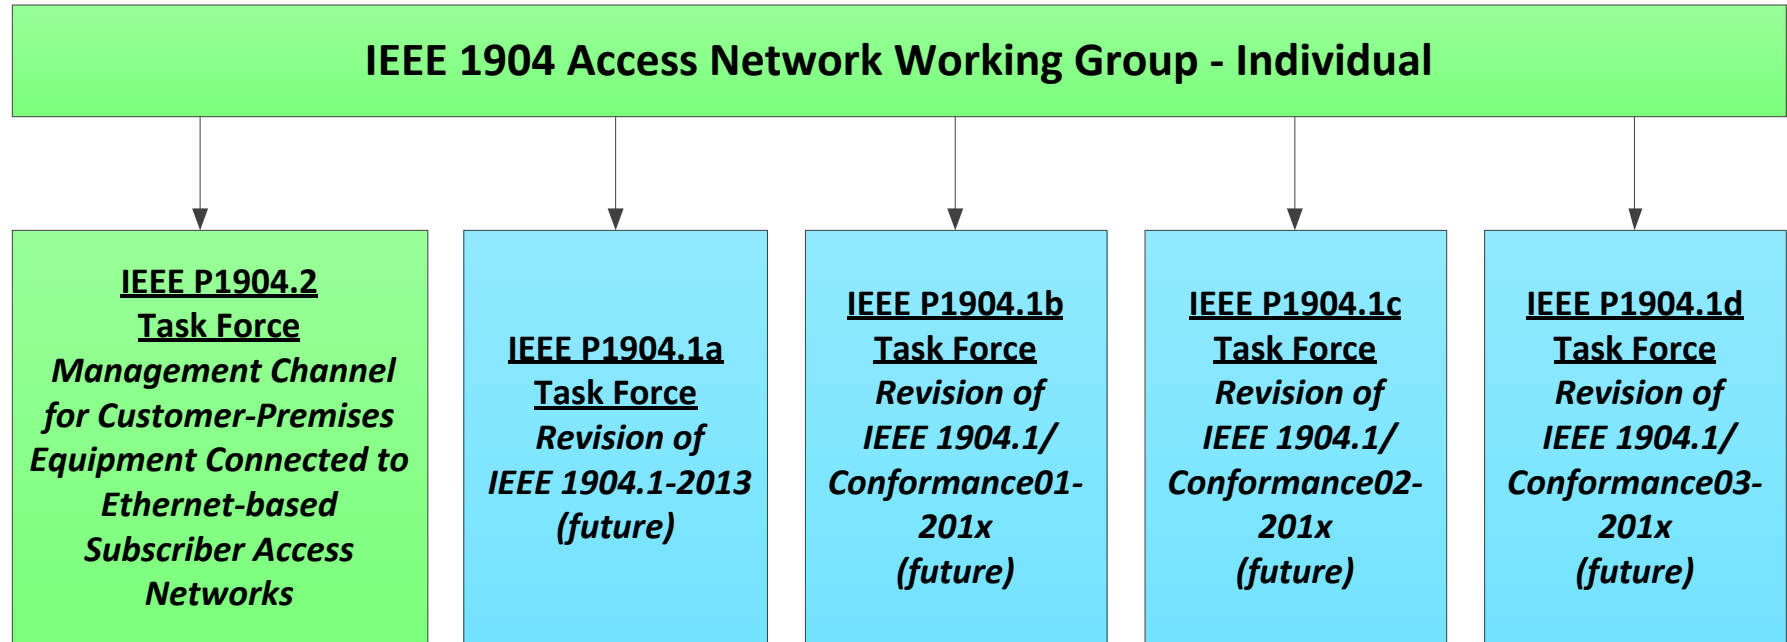 IEEE 1904 Access Network Working Group - Individual
IEEE P1904.2
Task Force
Management Channel
for Customer-Premises
Equipment Connected to
Ethernet-based
Subscriber Access
Networks
IEEE P1904.1a
Task Force
Revision of
IEEE 1904.1-2013
(future)
IEEE P1904.1b
Task Force
Revision of
IEEE 1904.1/
Conformance01-
201x
(future)
IEEE P1904.1c
Task Force
Revision of
IEEE 1904.1/
Conformance02-
201x
(future)
IEEE P1904.1d
Task Force
Revision of
IEEE 1904.1/
Conformance03-
201x
(future)